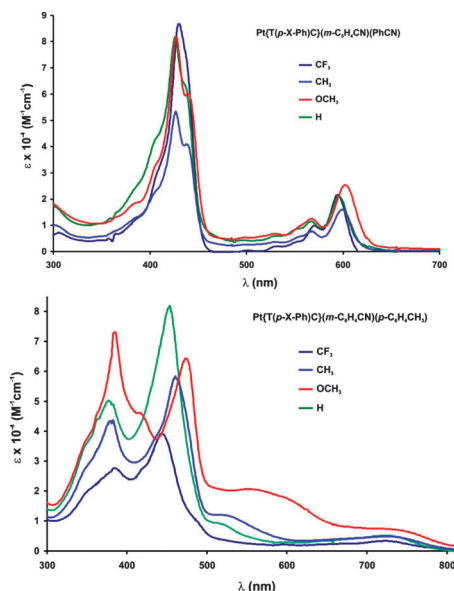 Pt{T(p-X-Ph)C}(m-C₆H₄CN)(PhCN)
CF₃
CH₃
OCH₃
H
ε x 10⁻⁴ (M⁻¹cm⁻¹)
9
8
7
6
5
4
3
2
1
0
300 400 500 600 700
λ (nm)
Pt{T(p-X-Ph)C}(m-C₆H₄CN)(p-C₆H₄CH₃)
CF₃
CH₃
OCH₃
H
ε x 10⁻⁴ (M⁻¹cm⁻¹)
9
8
7
6
5
4
3
2
1
0
300 400 500 600 700 800
λ (nm)